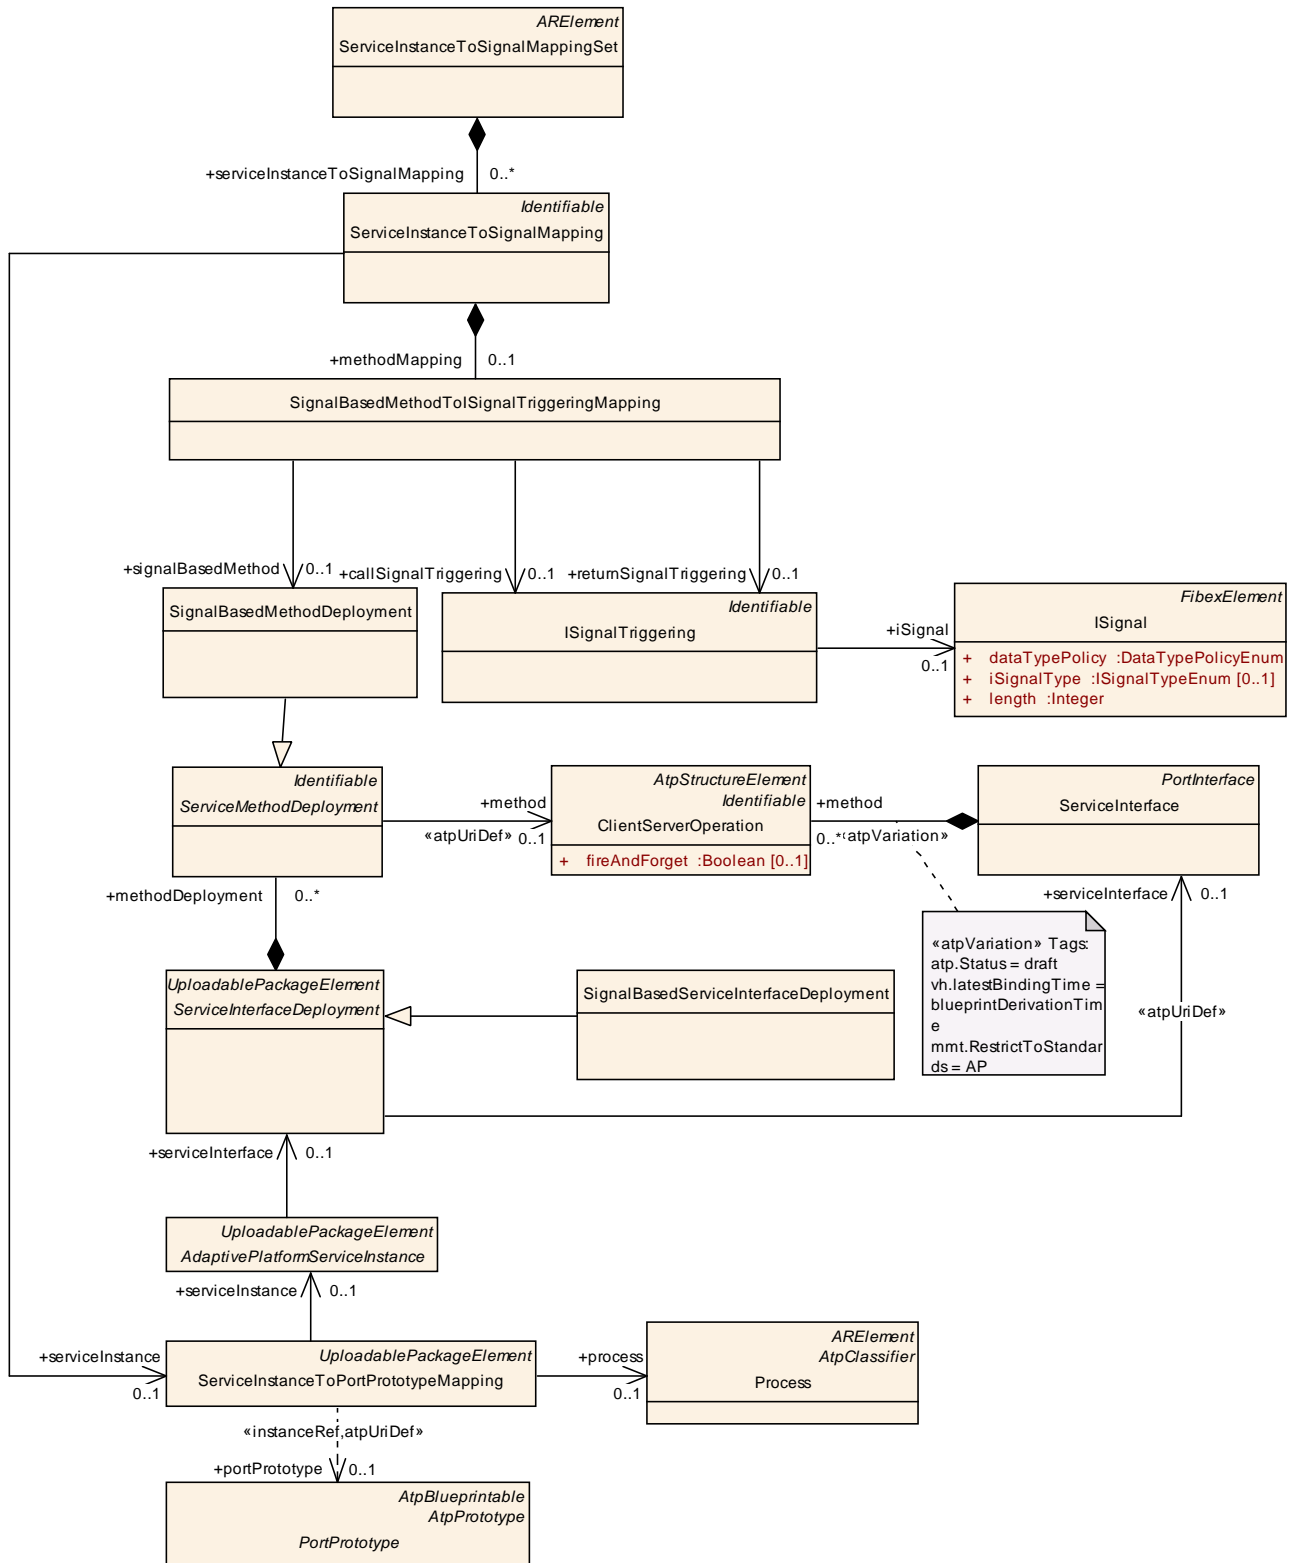 ARElement
ServiceInstanceToSignalMappingSet
+serviceInstanceToSignalMapping 0..*
Identifiable
ServiceInstanceToSignalMapping
+methodMapping 0..1
SignalBasedMethodToISignalTriggeringMapping
+signalBasedMethod 0..1 +callSignalTriggering 0..1 +returnSignalTriggering 0..1
SignalBasedMethodDeployment
Identifiable
ISignalTriggering
+iSignal
0..1
FibexElement
ISignal
+ dataTypePolicy :DataTypePolicyEnum
+ iSignalType :ISignalTypeEnum [0..1]
+ length :Integer
Identifiable
ServiceMethodDeployment
+method
«atpUriDef» 0..1
AtpStructureElement
Identifiable
ClientServerOperation
+ fireAndForget :Boolean [0..1]
+method
0..* «atpVariation»
PortInterface
ServiceInterface
+methodDeployment 0..*
+serviceInterface 0..1
«atpVariation» Tags:
atp.Status = draft
vh.latestBindingTime =
blueprintDerivationTim
e
mmt.RestrictToStandar
ds = AP
«atpUriDef»
UploadablePackageElement
ServiceInterfaceDeployment
SignalBasedServiceInterfaceDeployment
+serviceInterface 0..1
UploadablePackageElement
AdaptivePlatformServiceInstance
+serviceInstance 0..1
+serviceInstance
0..1
UploadablePackageElement
ServiceInstanceToPortPrototypeMapping
+process
0..1
ARElement
AtpClassifier
Process
«instanceRef,atpUriDef»
+portPrototype 0..1
AtpBlueprintable
AtpPrototype
PortPrototype